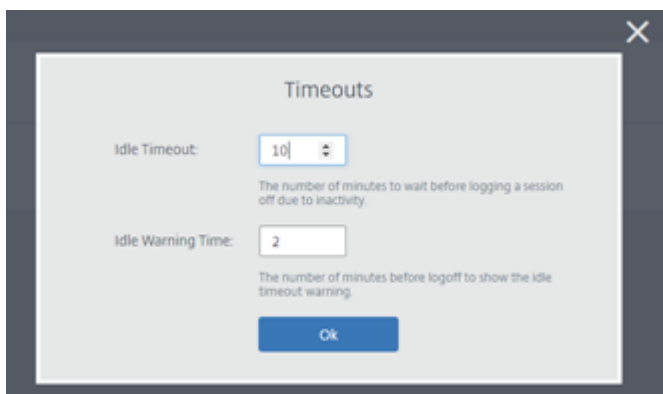 Timeouts
Idle Timeout:
10
The number of minutes to wait before logging a session
off due to inactivity.
Idle Warning Time:
2
The number of minutes before logoff to show the idle
timeout warning.
Ok